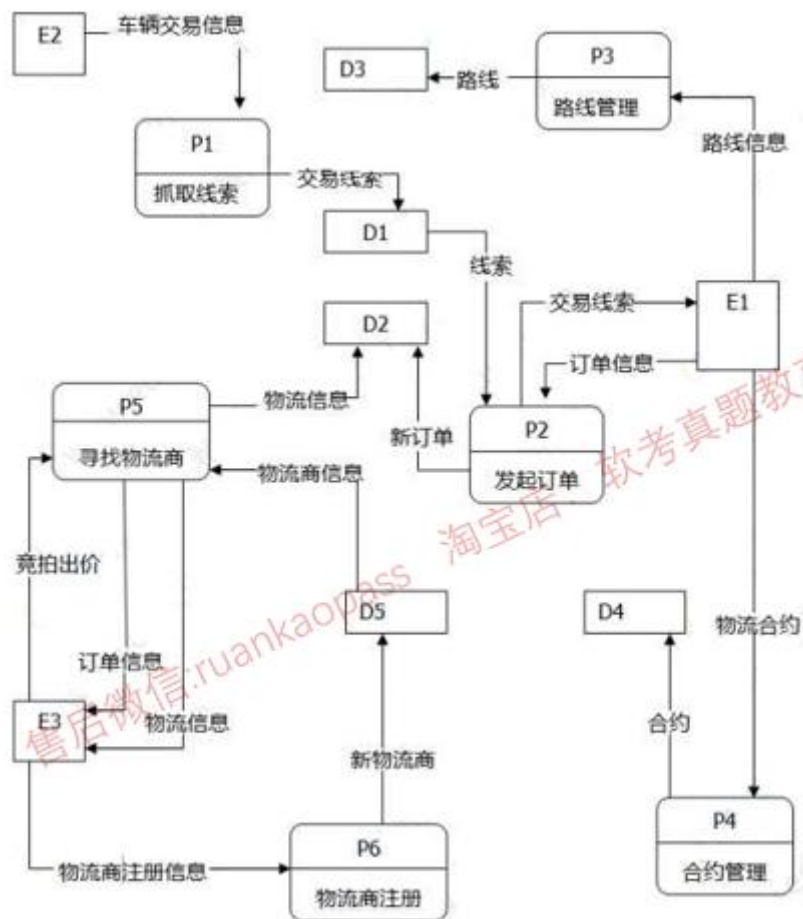 E2
车辆交易信息
D3
路线
P3
路线管理
路线信息
P1
抓取线索
交易线索
D1
线索
D2
交易线索
E1
订单信息
P5
寻找物流商
物流信息
新订单
P2
发起订单
物流商信息
竞拍出价
D5
D4
物流合约
订单信息
E3
物流信息
新物流商
合约
物流商注册信息
P6
物流商注册
P4
合约管理
售后微信:ruankaopass 淘宝店 软考真题教育